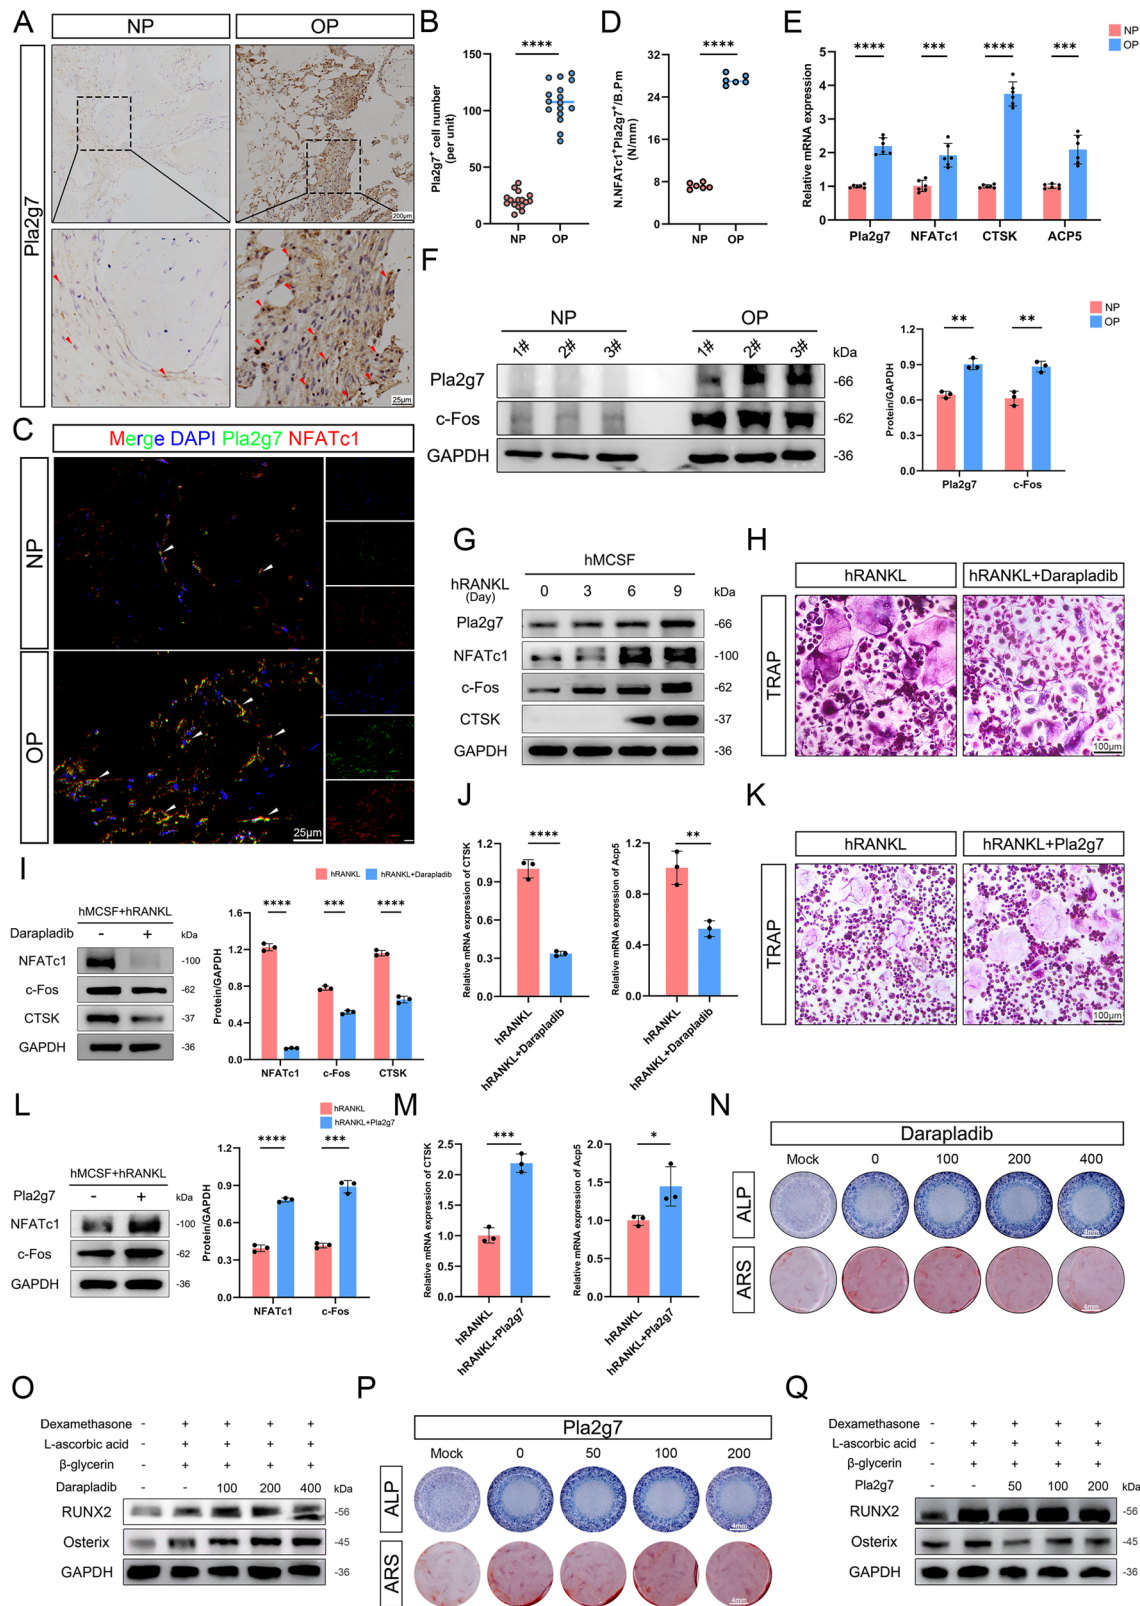 A
NP
OP
Pla2g7
200μm
25μm
B
Pla2g7⁺ cell number
(per unit)
150
100
50
0
****
NP
OP
D
N.NFATc1⁺Pla2g7⁺/B.Pm
(N/mm)
32
24
16
8
0
****
NP
OP
E
NP
OP
Relative mRNA expression
5
4
3
2
1
0
**** *** **** ***
Pla2g7 NFATc1 CTSK ACP5
C
Merge DAPI Pla2g7 NFATc1
NP
OP
25μm
F
NP OP
1# 2# 3# 1# 2# 3# kDa
Pla2g7 -66
c-Fos -62
GAPDH -36
NP
OP
Protein/GAPDH
1.2
0.9
0.6
0.3
0.0
** **
Pla2g7 c-Fos
G
hMCSF
hRANKL
(Day)
0 3 6 9 kDa
Pla2g7 -66
NFATc1 -100
c-Fos -62
CTSK -37
GAPDH -36
H
hRANKL hRANKL+Darapladib
TRAP
100μm
I
hRANKL hRANKL+Darapladib
hMCSF+hRANKL
Darapladib - + kDa
NFATc1 -100
c-Fos -62
CTSK -37
GAPDH -36
Protein/GAPDH
1.6
1.2
0.8
0.4
0.0
**** *** ****
NFATc1 c-Fos CTSK
J
Relative mRNA expression of CTSK
1.2
0.9
0.6
0.3
0.0
****
hRANKL
hRANKL+Darapladib
Relative mRNA expression of Acp5
1.2
0.8
0.4
0.0
**
hRANKL
hRANKL+Darapladib
K
hRANKL hRANKL+Pla2g7
TRAP
100μm
L
hRANKL
hRANKL+Pla2g7
hMCSF+hRANKL
Pla2g7 - + kDa
NFATc1 -100
c-Fos -62
GAPDH -36
Protein/GAPDH
1.2
0.9
0.6
0.3
0.0
**** ***
NFATc1 c-Fos
M
Relative mRNA expression of CTSK
2.5
2.0
1.5
1.0
0.5
0.0
***
hRANKL
hRANKL+Pla2g7
Relative mRNA expression of Acp5
2.0
1.5
1.0
0.5
0.0
*
hRANKL
hRANKL+Pla2g7
N
Darapladib
Mock 0 100 200 400
ALP
4mm
ARS
4mm
O
Dexamethasone - + + + +
L-ascorbic acid - + + + +
β-glycerin - + + + +
Darapladib - - 100 200 400 kDa
RUNX2 -56
Osterix -45
GAPDH -36
P
Pla2g7
Mock 0 50 100 200
ALP
4mm
ARS
4mm
Q
Dexamethasone - + + + +
L-ascorbic acid - + + + +
β-glycerin - + + + +
Pla2g7 - - 50 100 200 kDa
RUNX2 -56
Osterix -45
GAPDH -36